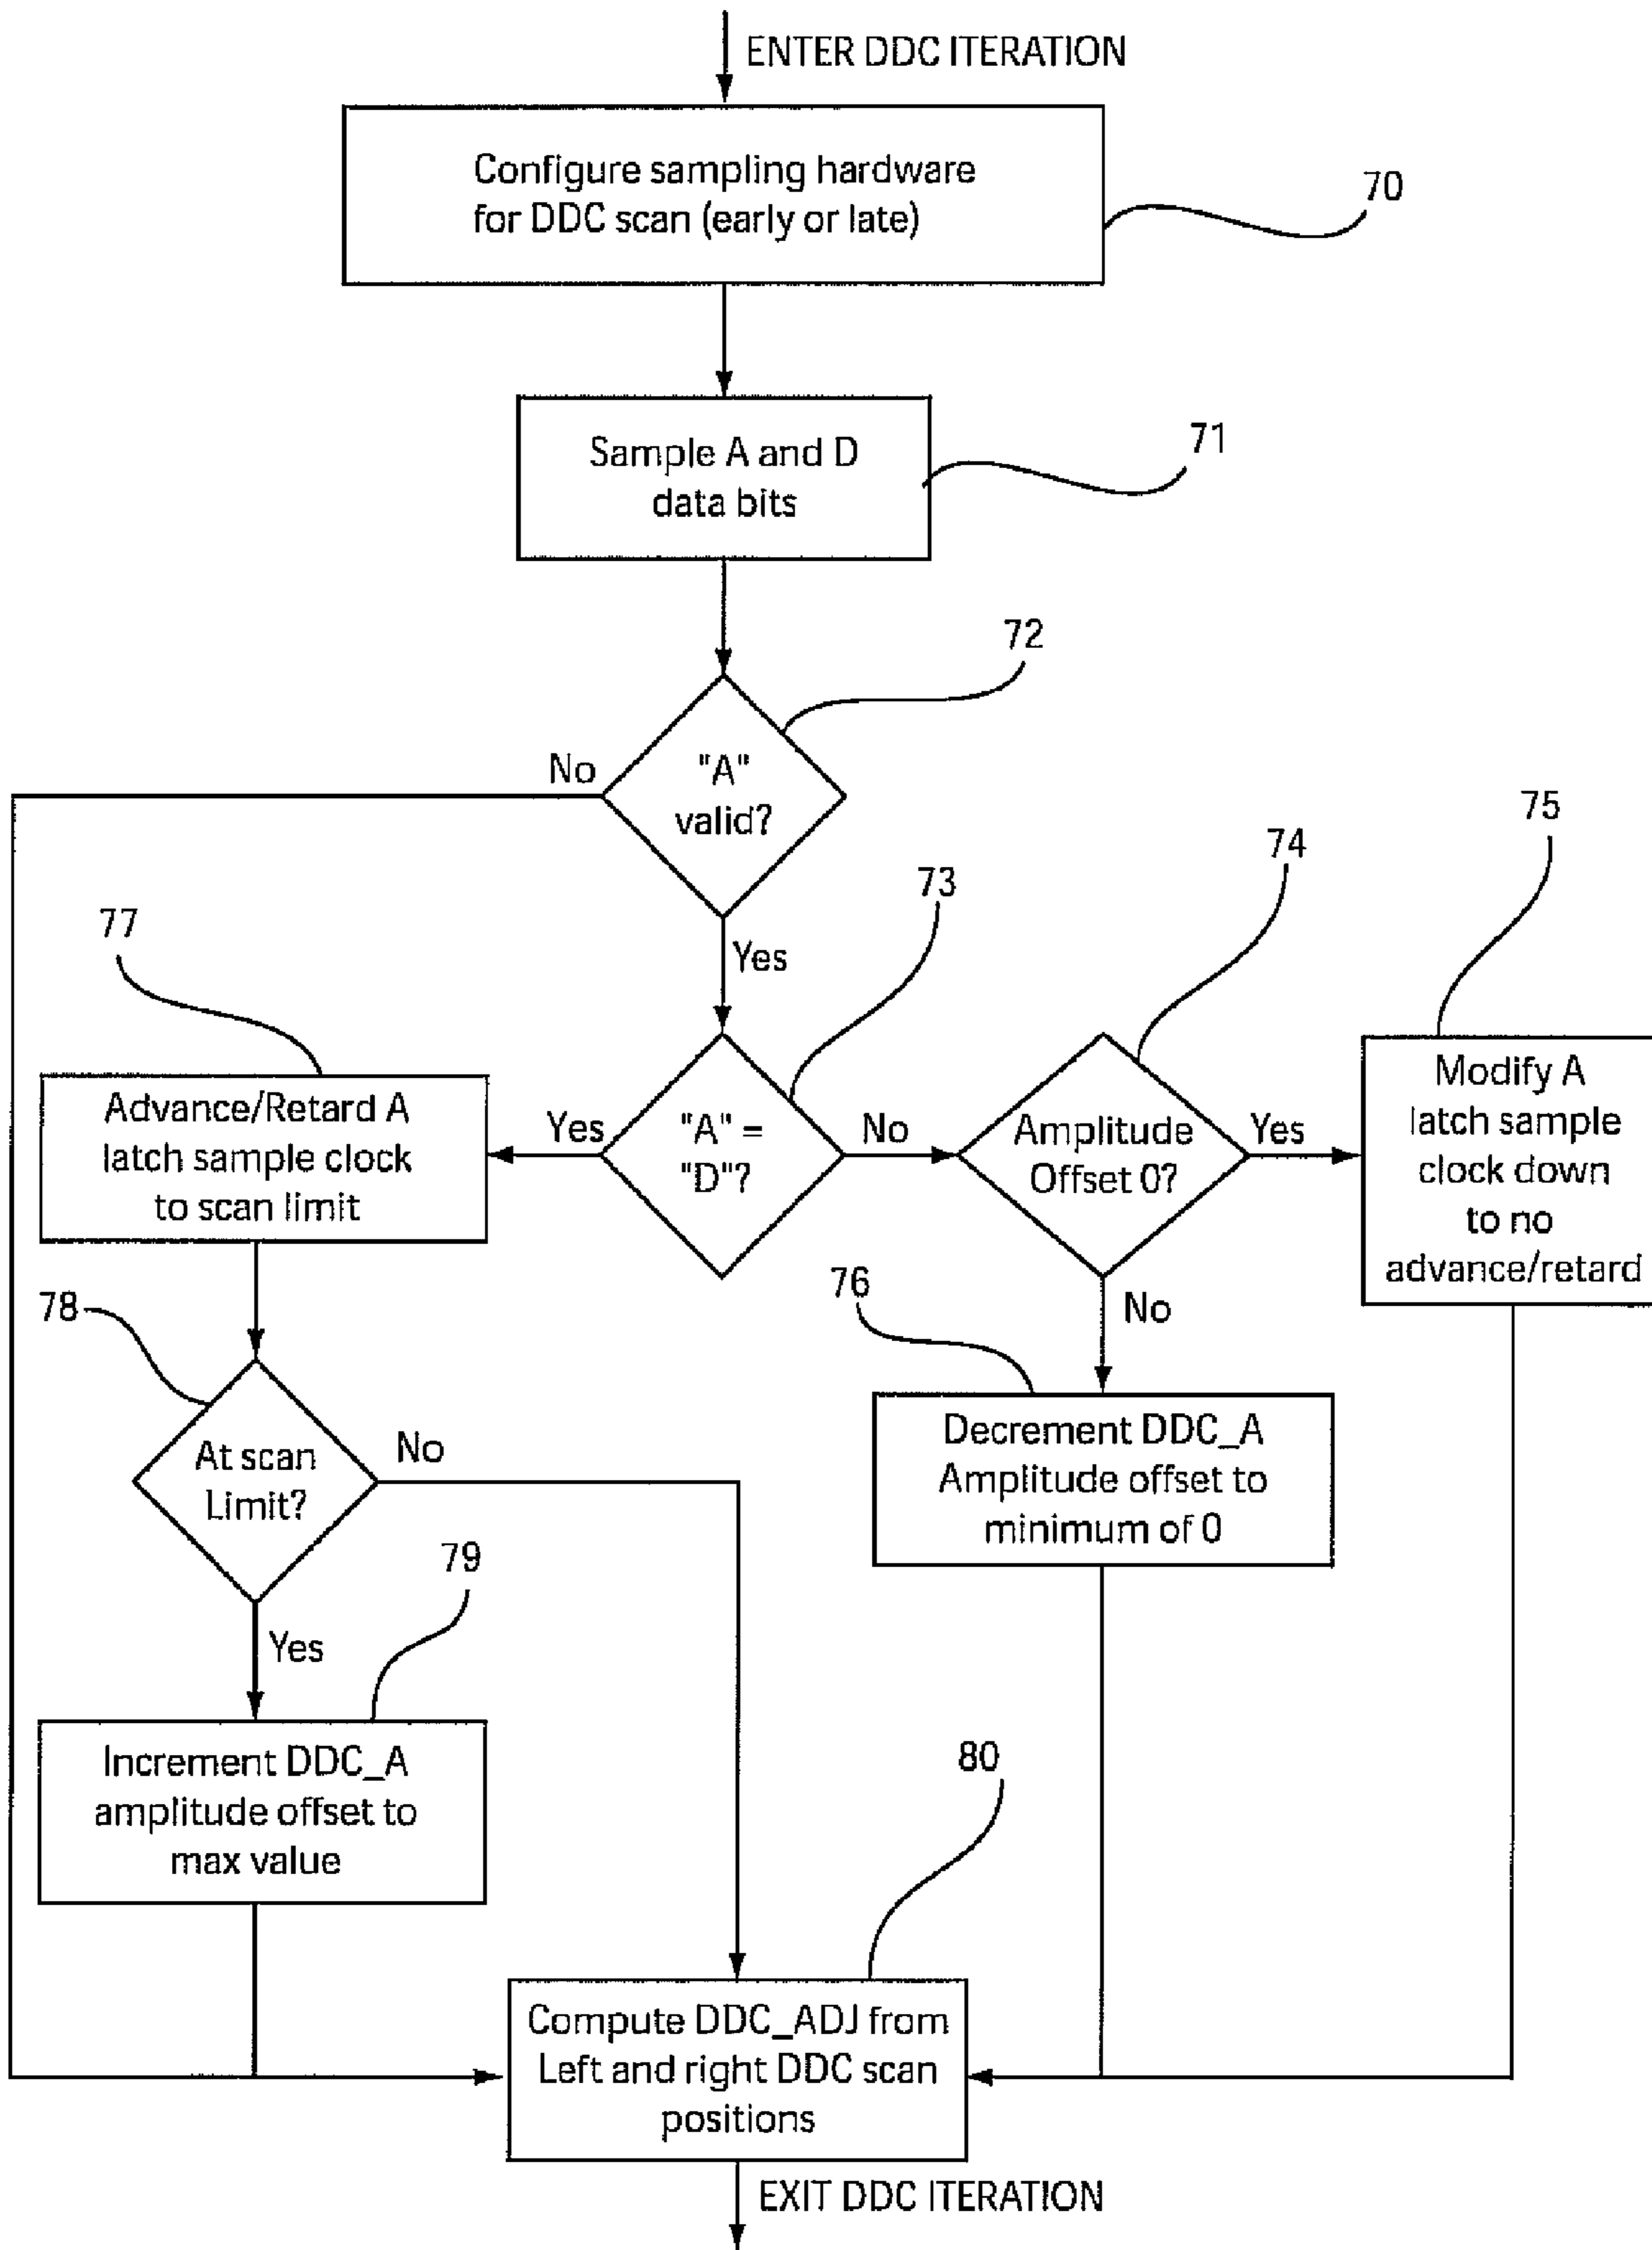 ENTER DDC ITERATION
Configure sampling hardware
for DDC scan (early or late)
70
Sample A and D
data bits
71
72
"A"
valid?
No
Yes
73
"A" =
"D"?
Yes
No
74
Amplitude
Offset 0?
Yes
No
75
Modify A
latch sample
clock down
to no
advance/retard
77
Advance/Retard A
latch sample clock
to scan limit
76
Decrement DDC_A
Amplitude offset to
minimum of 0
78
At scan
Limit?
No
Yes
79
Increment DDC_A
amplitude offset to
max value
80
Compute DDC_ADJ from
Left and right DDC scan
positions
EXIT DDC ITERATION